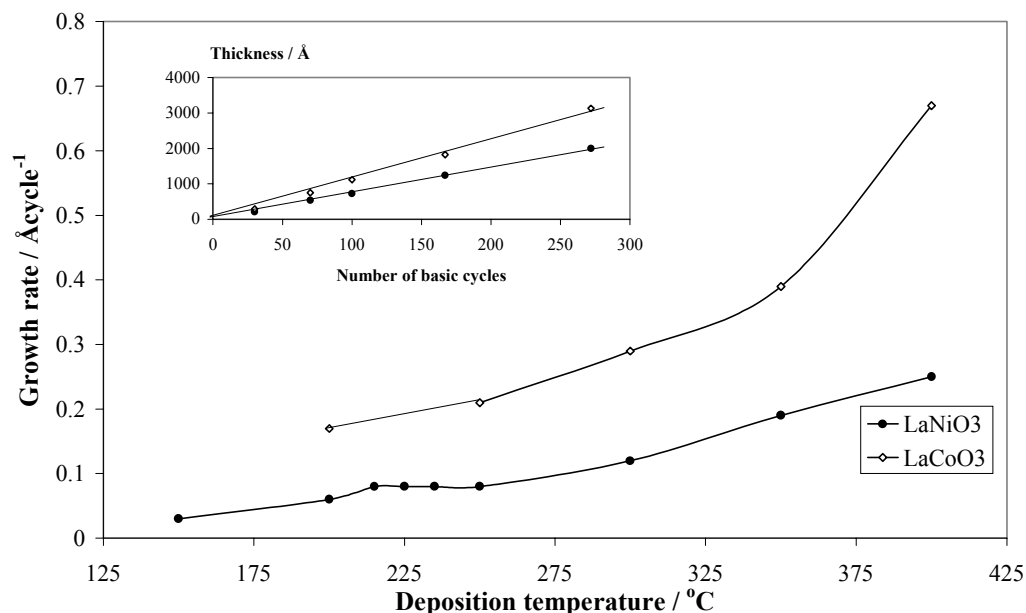 0.8
0.7
0.6
0.5
0.4
0.3
0.2
0.1
0
Growth rate / Åcycle-1
Thickness / Å
4000
3000
2000
1000
0
0 50 100 150 200 250 300
Number of basic cycles
LaNiO3
LaCoO3
125 175 225 275 325 375 425
Deposition temperature / oC